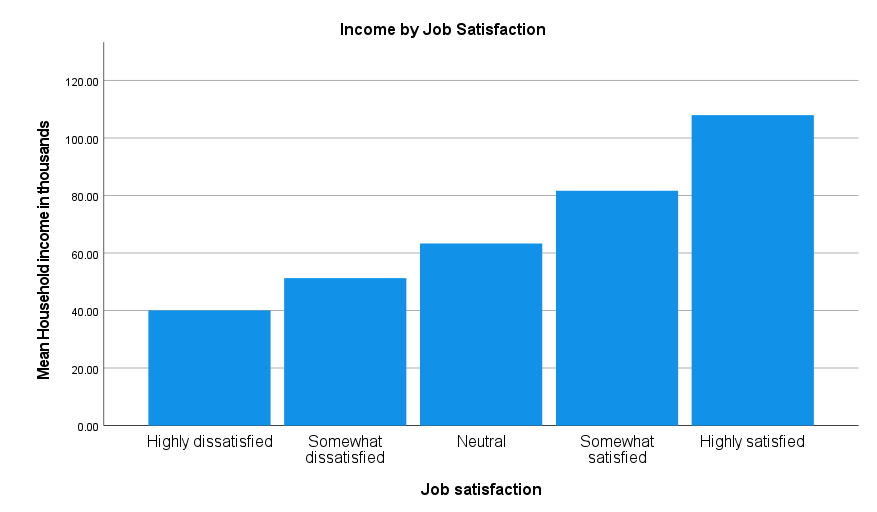 Income by Job Satisfaction
Mean Household income in thousands
120.00
100.00
80.00
60.00
40.00
20.00
0.00
Highly dissatisfied
Somewhat
dissatisfied
Neutral
Somewhat
satisfied
Highly satisfied
Job satisfaction